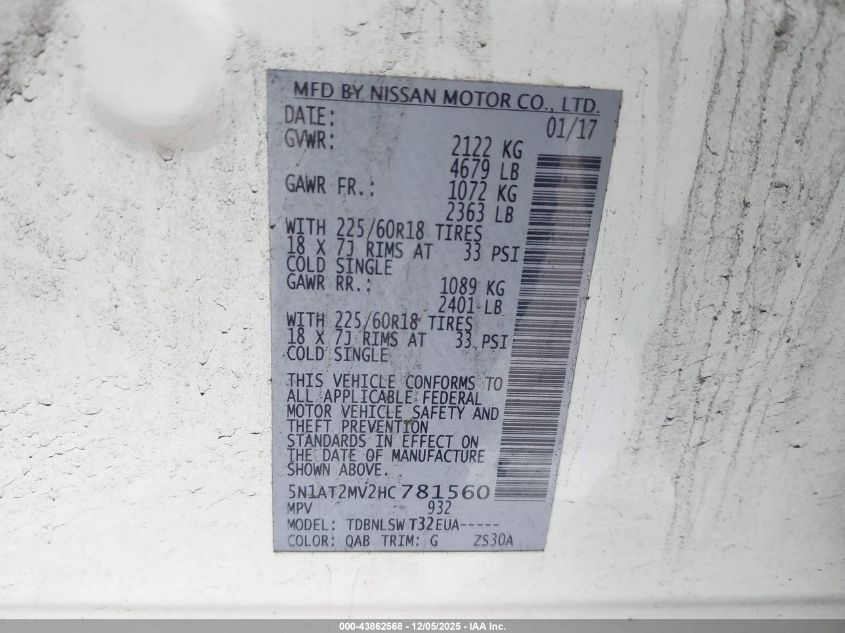 MFD BY NISSAN MOTOR CO., LTD.
DATE: 01/17
GVWR: 2122 KG
4679 LB
GAWR FR.: 1072 KG
2363 LB
WITH 225/60R18 TIRES
18 X 7J RIMS AT 33 PSI
COLD SINGLE
GAWR RR.: 1089 KG
2401 LB
WITH 225/60R18 TIRES
18 X 7J RIMS AT 33 PSI
COLD SINGLE
THIS VEHICLE CONFORMS TO
ALL APPLICABLE FEDERAL
MOTOR VEHICLE SAFETY AND
THEFT PREVENTION
STANDARDS IN EFFECT ON
THE DATE OF MANUFACTURE
SHOWN ABOVE.
5N1AT2MV2HC781560
MPV 932
MODEL: TDBNLSW T32EUA-----
COLOR: QAB TRIM: G ZS30A
000-43862568 - 12/05/2025 - IAA Inc.